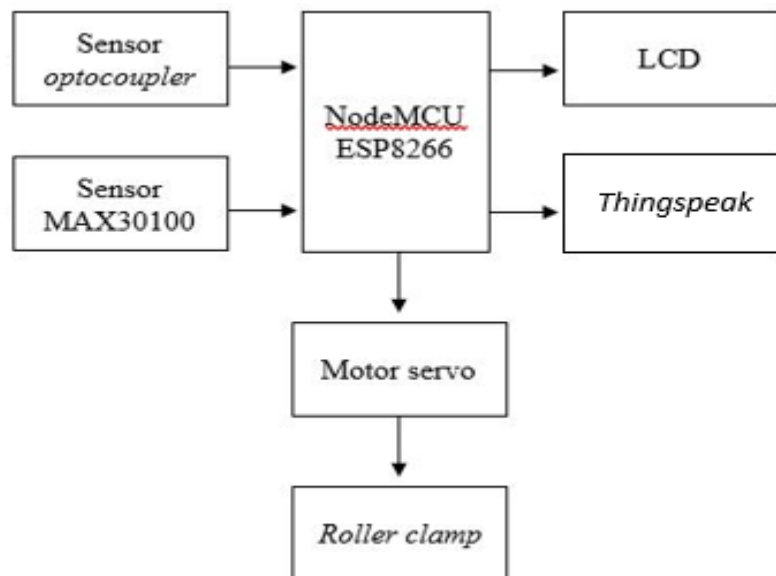 Sensor
optocoupler
NodeMCU
ESP8266
LCD
Sensor
MAX30100
Thingspeak
Motor servo
Roller clamp